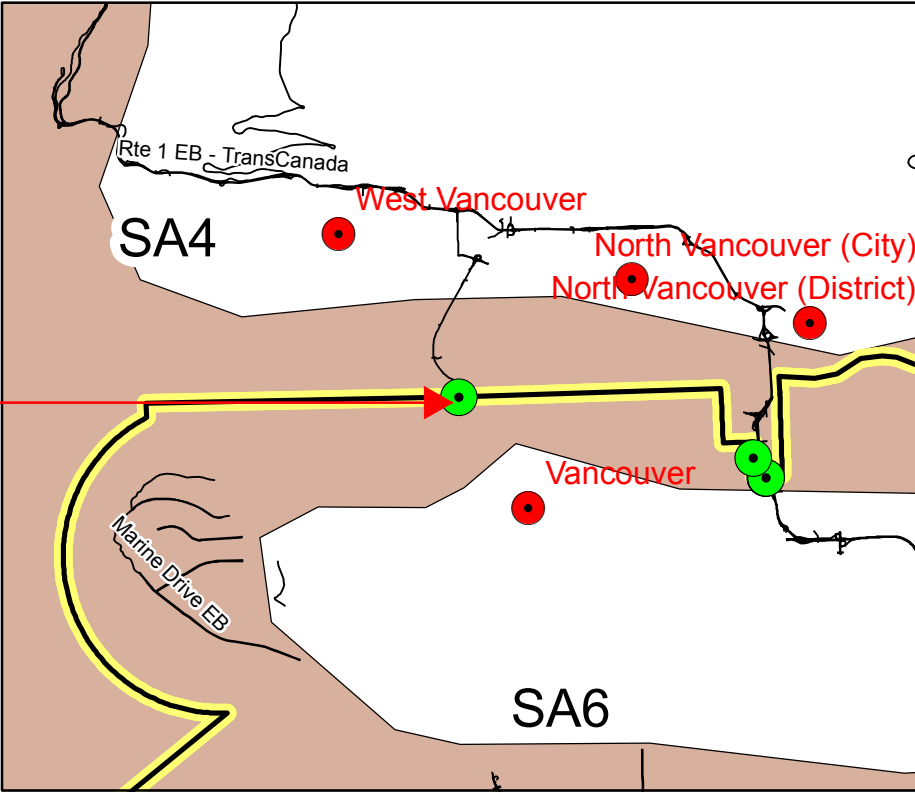 Rte 1 EB - TransCanada
West Vancouver
SA4
North Vancouver (City)
North Vancouver (District)
Vancouver
Marine Drive EB
SA6